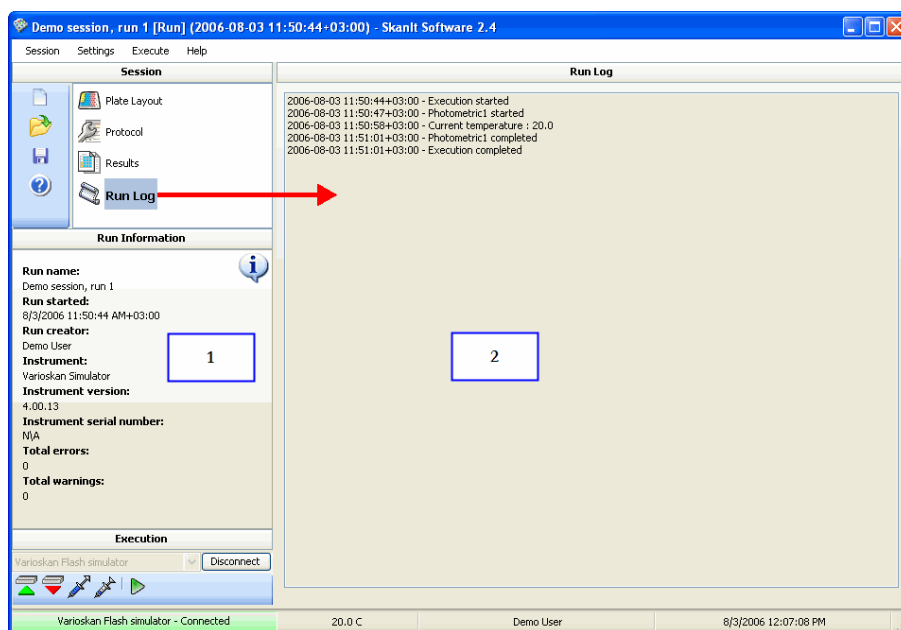 Demo session, run 1 [Run] (2006-08-03 11:50:44+03:00) - SkanIt Software 2.4
Session Settings Execute Help
Session
Plate Layout
Protocol
Results
Run Log
Run Information
Run name:
Demo session, run 1
Run started:
8/3/2006 11:50:44 AM+03:00
Run creator:
Demo User
Instrument:
Varioskan Simulator
Instrument version:
4.00.13
Instrument serial number:
N\A
Total errors:
0
Total warnings:
0
1
Execution
Varioskan Flash simulator
Disconnect
Run Log
2006-08-03 11:50:44+03:00 - Execution started
2006-08-03 11:50:47+03:00 - Photometric1 started
2006-08-03 11:50:58+03:00 - Current temperature : 20.0
2006-08-03 11:51:01+03:00 - Photometric1 completed
2006-08-03 11:51:01+03:00 - Execution completed
2
Varioskan Flash simulator - Connected 20.0 C Demo User 8/3/2006 12:07:08 PM